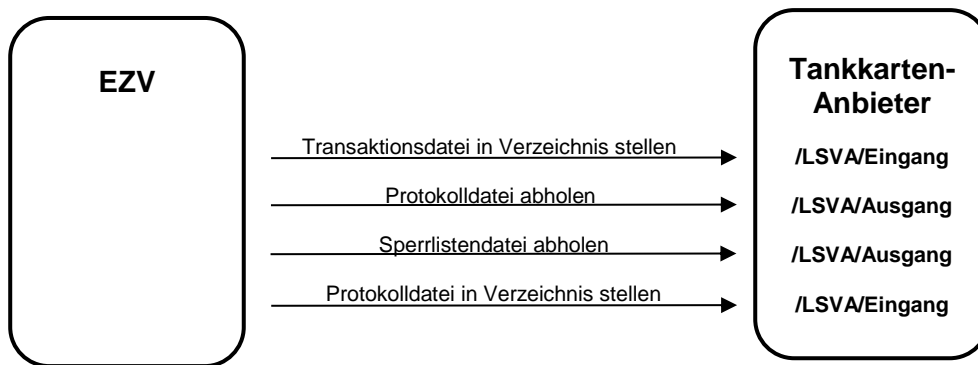 EZV
Tankkarten-
Anbieter
Transaktionsdatei in Verzeichnis stellen
/LSVA/Eingang
Protokolldatei abholen
/LSVA/Ausgang
Sperrlistendatei abholen
/LSVA/Ausgang
Protokolldatei in Verzeichnis stellen
/LSVA/Eingang